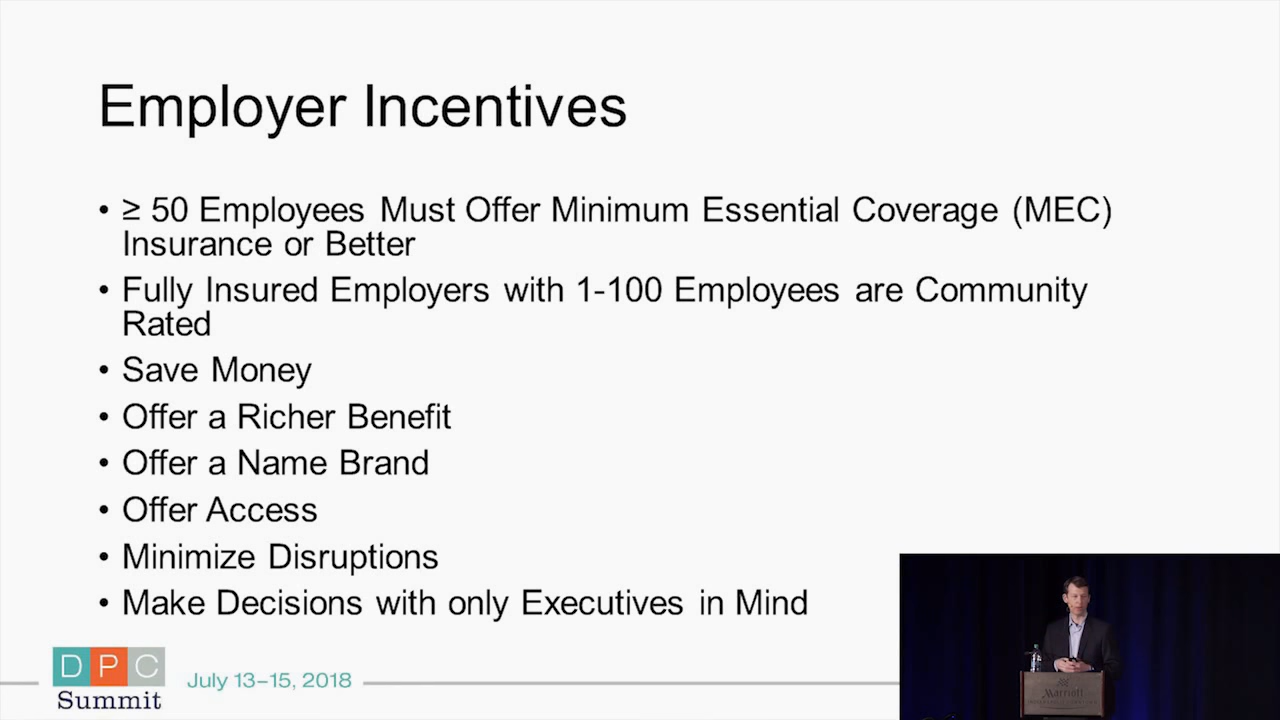 Employer Incentives
• ≥ 50 Employees Must Offer Minimum Essential Coverage (MEC)
Insurance or Better
• Fully Insured Employers with 1-100 Employees are Community
Rated
• Save Money
• Offer a Richer Benefit
• Offer a Name Brand
• Offer Access
• Minimize Disruptions
• Make Decisions with only Executives in Mind
DPC
Summit
July 13–15, 2018
Marriott